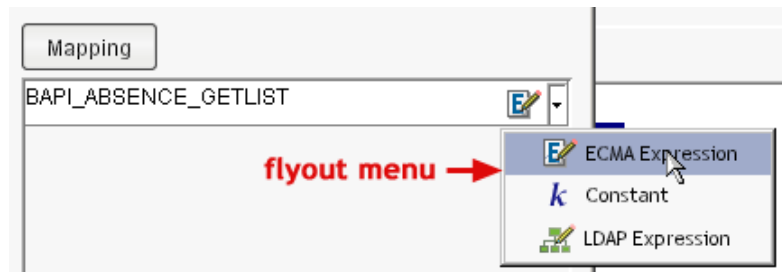 Mapping
BAPI_ABSENCE_GETLIST
flyout menu
ECMA Expression
k Constant
LDAP Expression